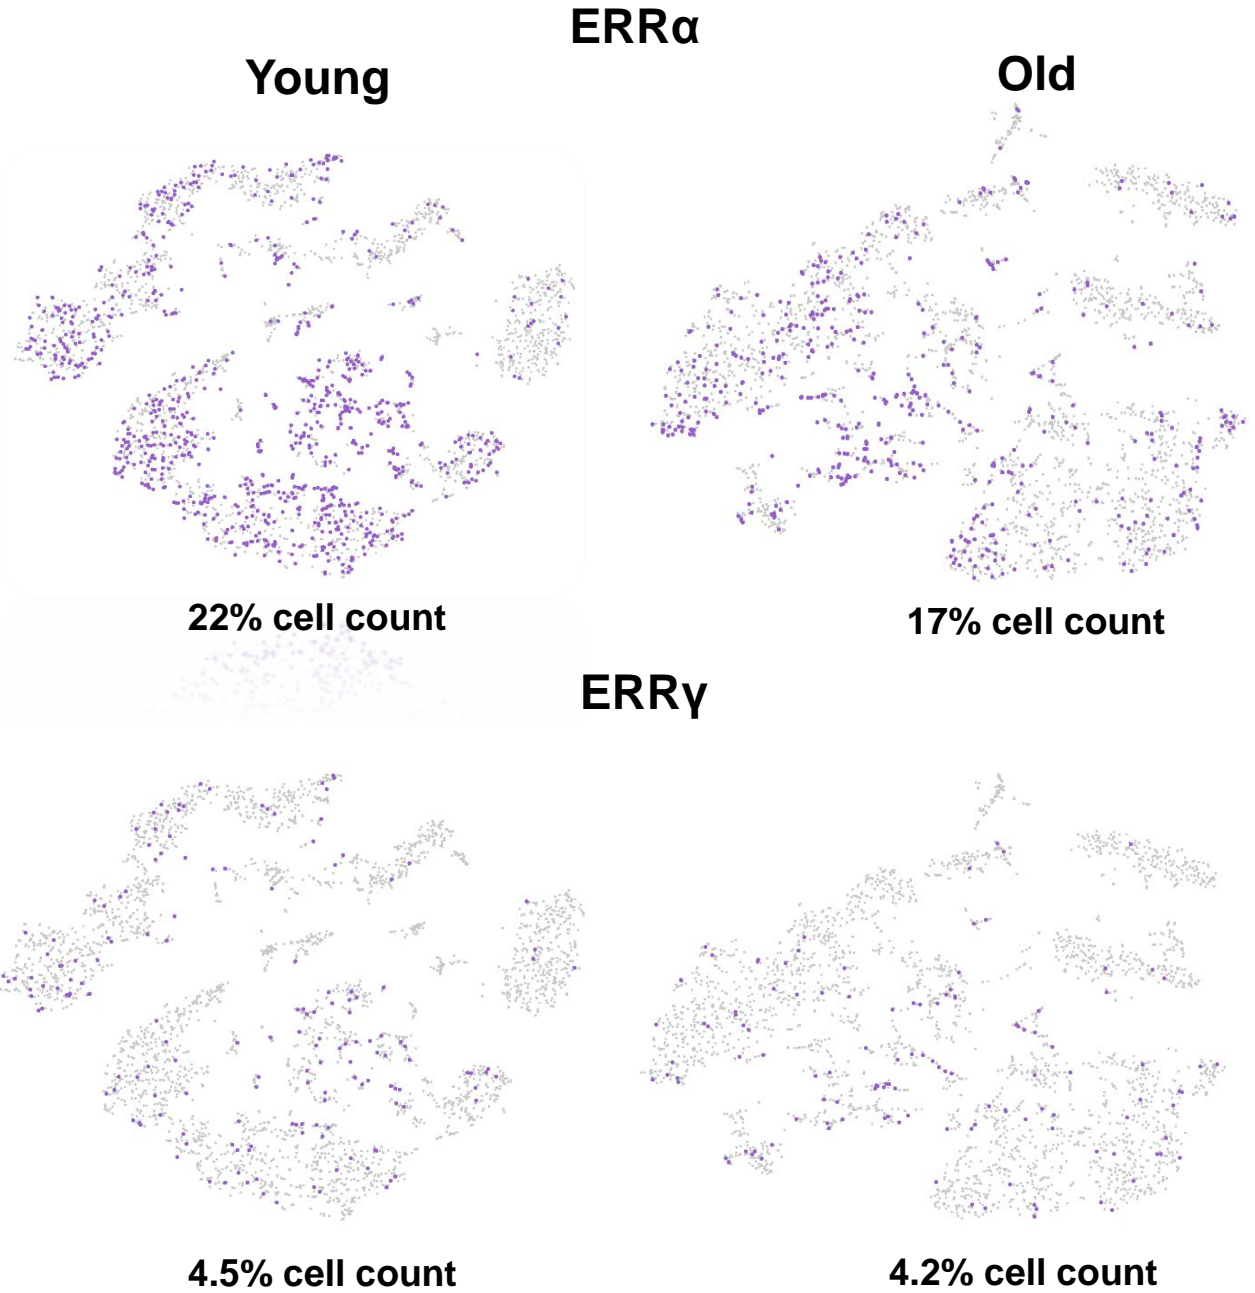 ERRα
Young
Old
22% cell count
17% cell count
ERRγ
4.5% cell count
4.2% cell count